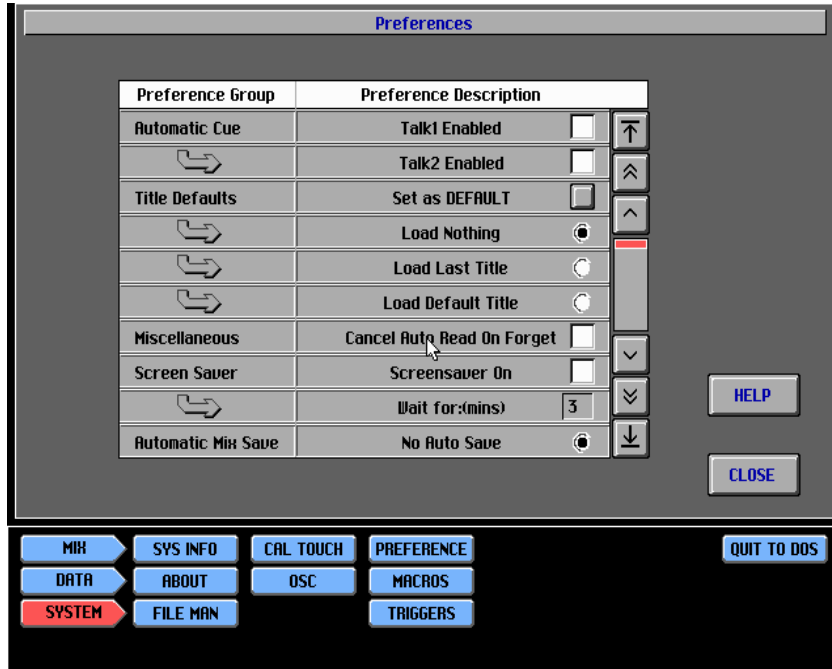 Preferences
Preference Group Preference Description
Automatic Cue Talk1 Enabled
Talk2 Enabled
Title Defaults Set as DEFAULT
Load Nothing
Load Last Title
Load Default Title
Miscellaneous Cancel Auto Read On Forget
Screen Saver Screensaver On
Wait for:(mins) 3
Automatic Mix Save No Auto Save
HELP
CLOSE
MIX SYS INFO CAL TOUCH PREFERENCE QUIT TO DOS
DATA ABOUT OSC MACROS
SYSTEM FILE MAN TRIGGERS